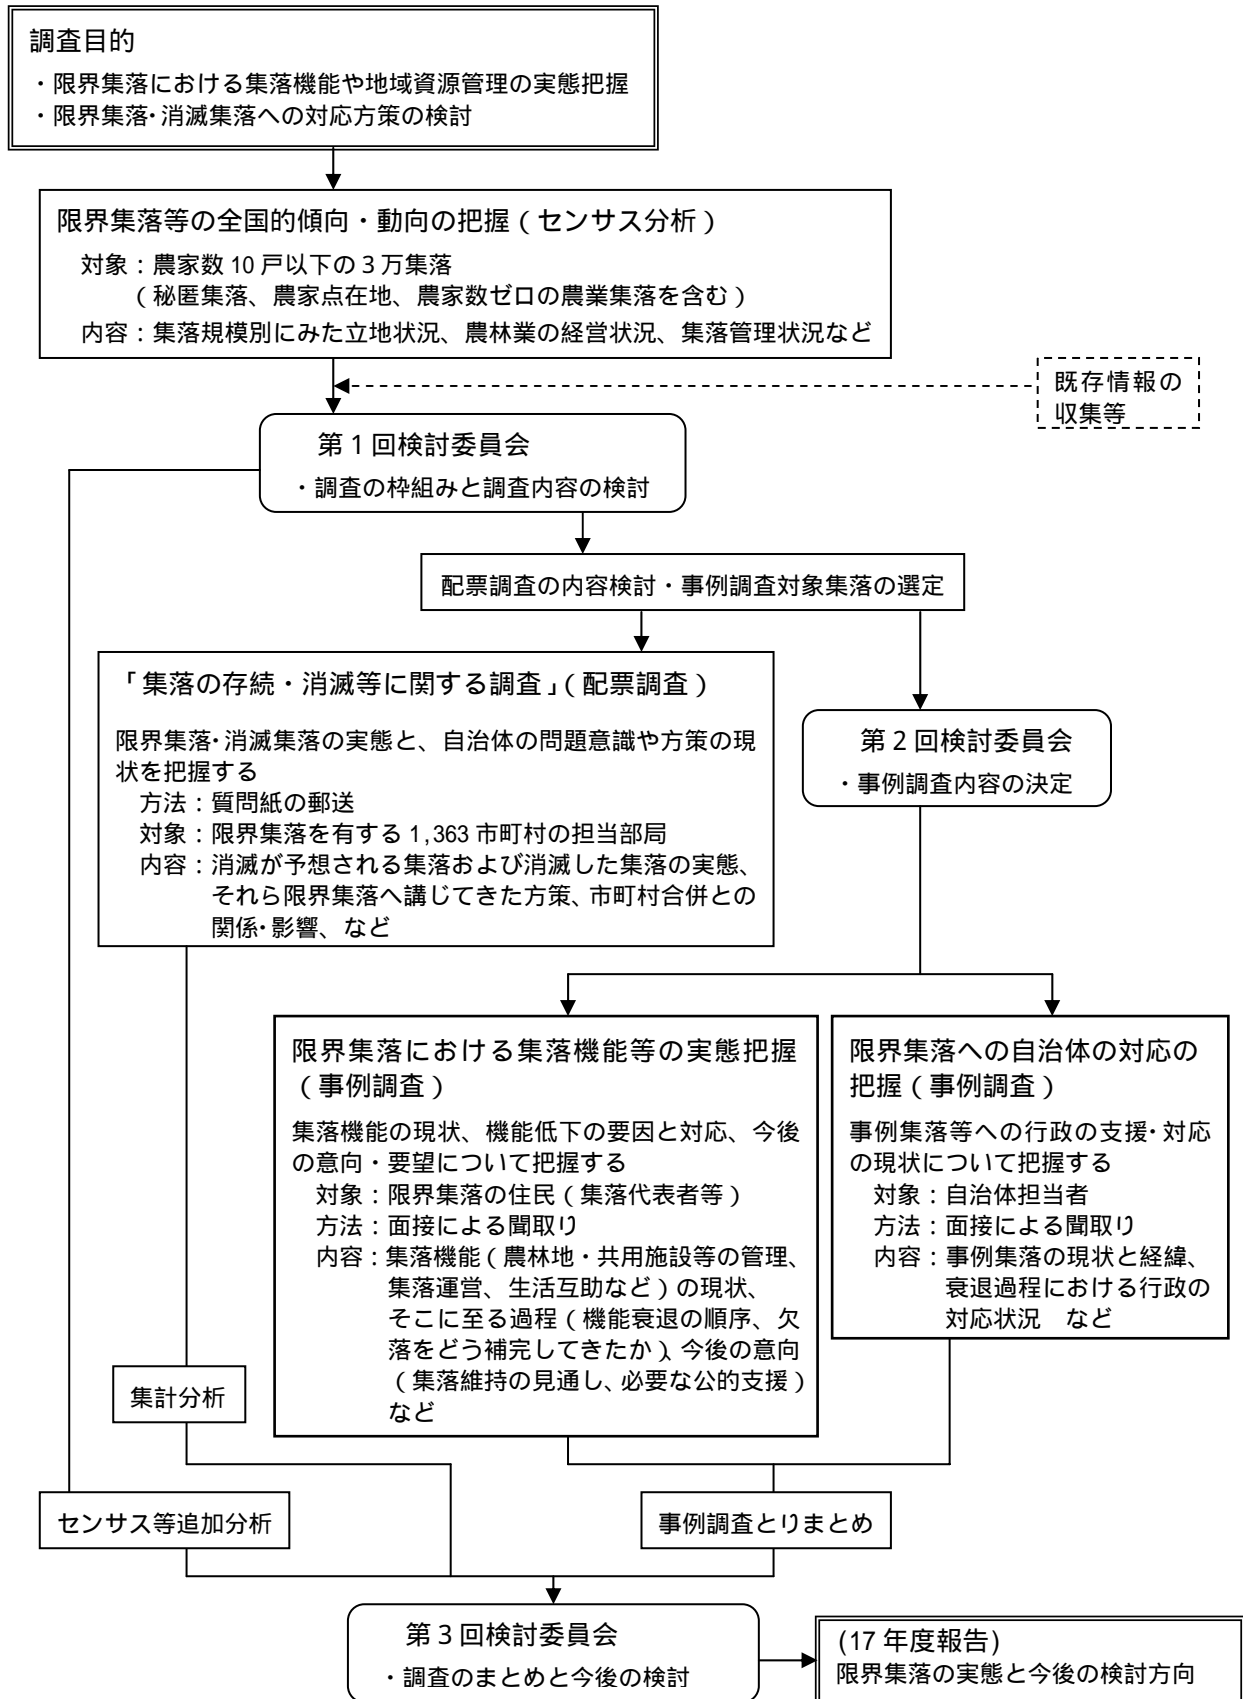 調査目的
・限界集落における集落機能や地域資源管理の実態把握
・限界集落・消滅集落への対応方策の検討
限界集落等の全国的傾向・動向の把握（センサス分析）
対象：農家数 10 戸以下の３万集落
（秘匿集落、農家点在地、農家数ゼロの農業集落を含む）
内容：集落規模別にみた立地状況、農林業の経営状況、集落管理状況など
既存情報の
収集等
第１回検討委員会
・調査の枠組みと調査内容の検討
配票調査の内容検討・事例調査対象集落の選定
「集落の存続・消滅等に関する調査」（配票調査）
限界集落・消滅集落の実態と、自治体の問題意識や方策の現
状を把握する
方法：質問紙の郵送
対象：限界集落を有する 1,363 市町村の担当部局
内容：消滅が予想される集落および消滅した集落の実態、
それら限界集落へ講じてきた方策、市町村合併との
関係・影響、など
第２回検討委員会
・事例調査内容の決定
限界集落における集落機能等の実態把握
（事例調査）
集落機能の現状、機能低下の要因と対応、今後
の意向・要望について把握する
対象：限界集落の住民（集落代表者等）
方法：面接による聞取り
内容：集落機能（農林地・共用施設等の管理、
集落運営、生活互助など）の現状、
そこに至る過程（機能衰退の順序、欠
落をどう補完してきたか）、今後の意向
（集落維持の見通し、必要な公的支援）
など
限界集落への自治体の対応の
把握（事例調査）
事例集落等への行政の支援・対応
の現状について把握する
対象：自治体担当者
方法：面接による聞取り
内容：事例集落の現状と経緯、
衰退過程における行政の
対応状況　など
集計分析
センサス等追加分析
事例調査とりまとめ
第３回検討委員会
・調査のまとめと今後の検討
(17 年度報告)
限界集落の実態と今後の検討方向